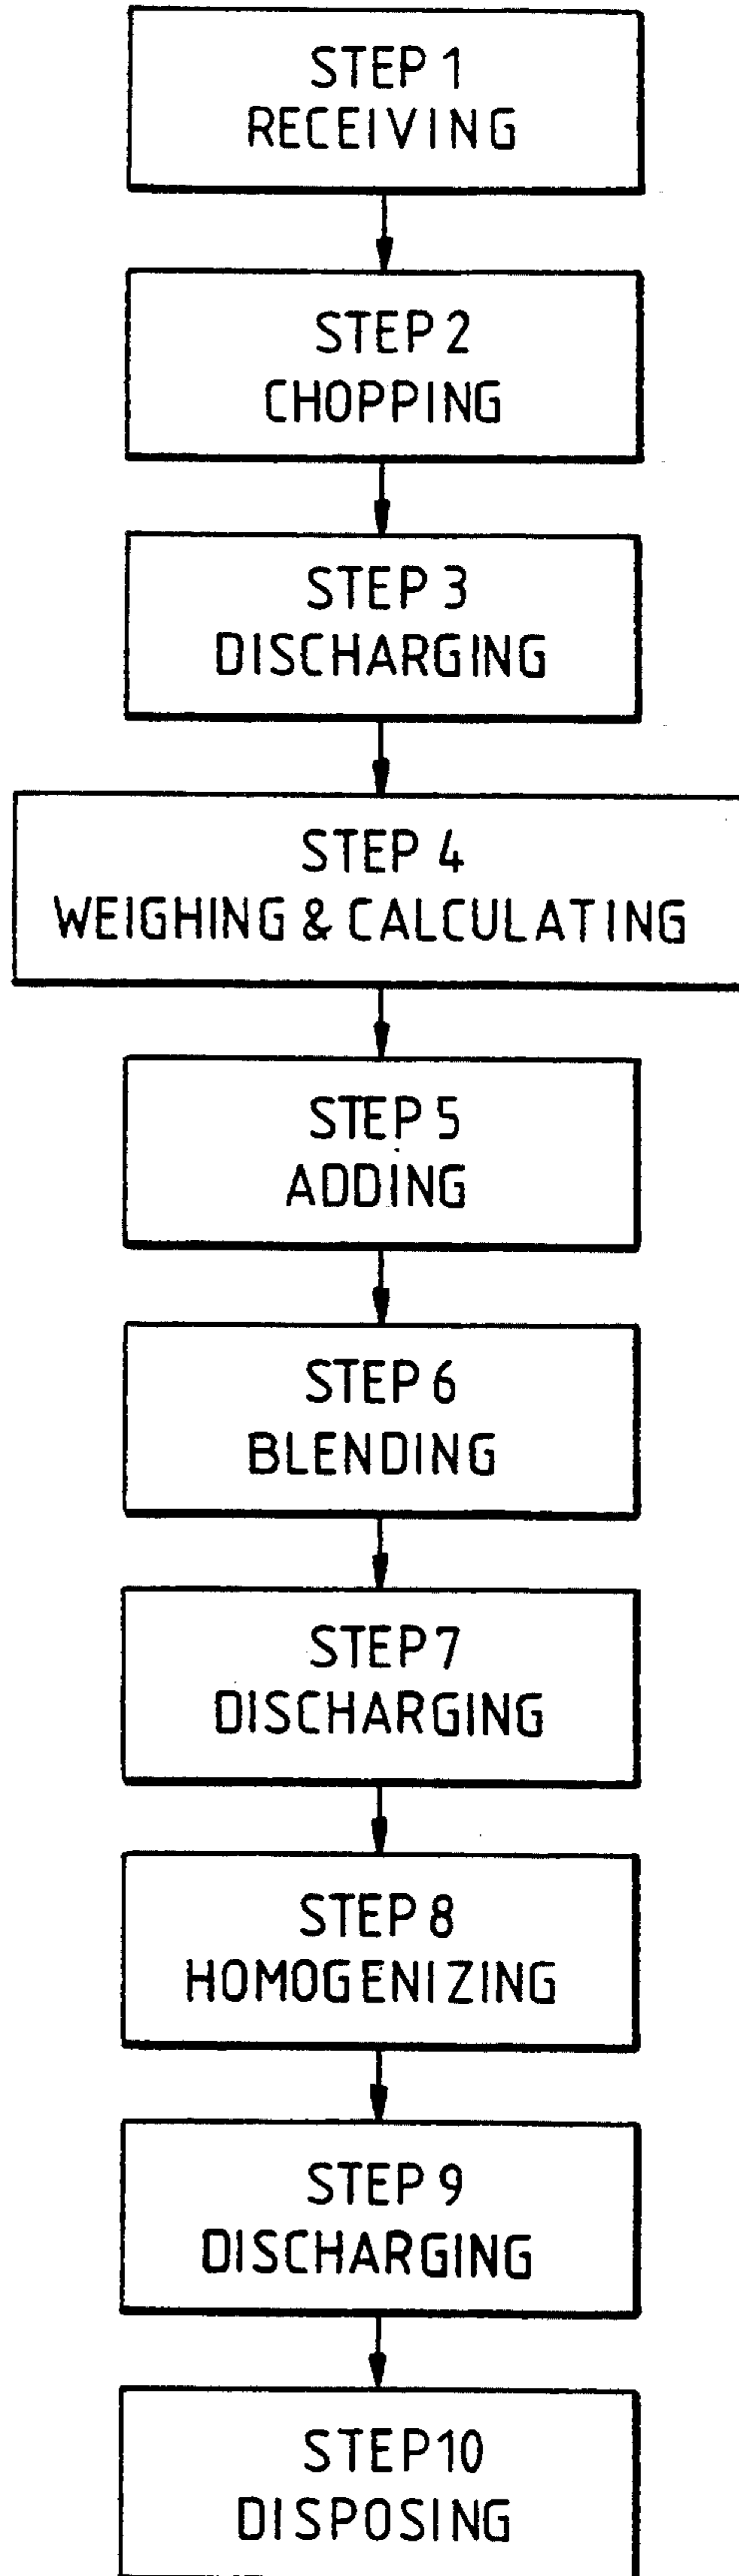 STEP 1
RECEIVING
STEP 2
CHOPPING
STEP 3
DISCHARGING
STEP 4
WEIGHING & CALCULATING
STEP 5
ADDING
STEP 6
BLENDING
STEP 7
DISCHARGING
STEP 8
HOMOGENIZING
STEP 9
DISCHARGING
STEP 10
DISPOSING